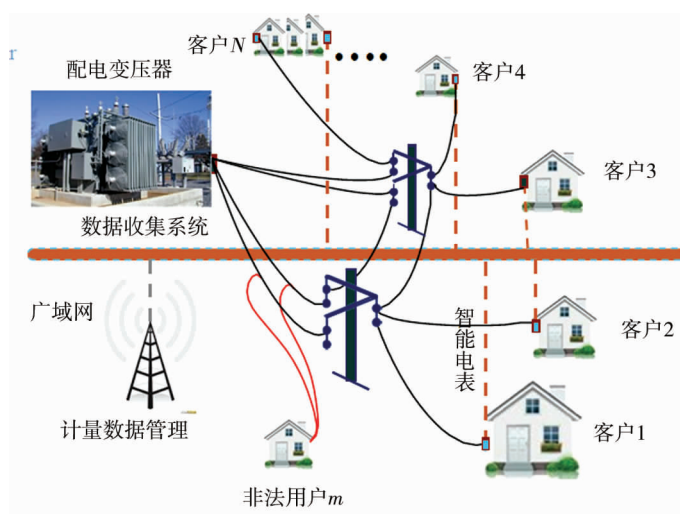 r
客户N
配电变压器
客户4
客户3
数据收集系统
广域网
智能电表
客户2
计量数据管理
客户1
非法用户m